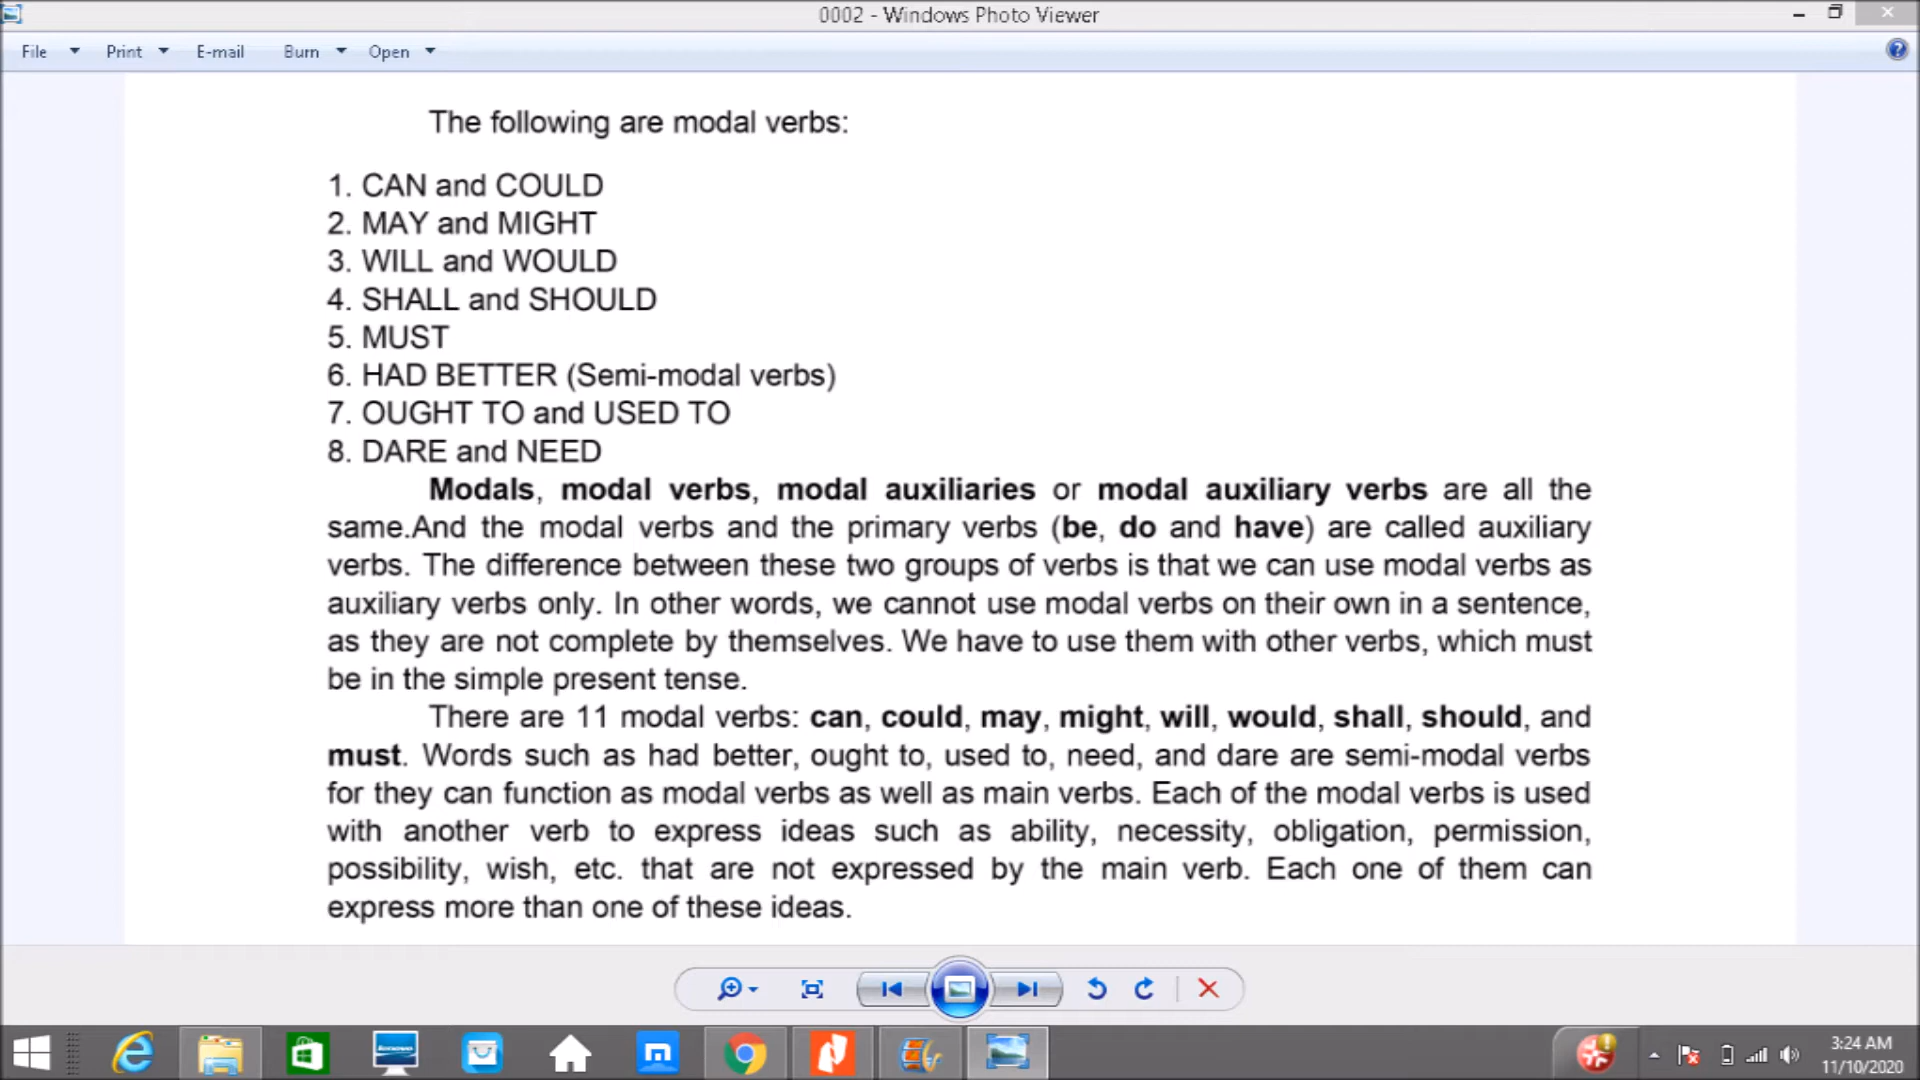 0002 - Windows Photo Viewer
File Print E-mail Burn Open
The following are modal verbs:
1. CAN and COULD
2. MAY and MIGHT
3. WILL and WOULD
4. SHALL and SHOULD
5. MUST
6. HAD BETTER (Semi-modal verbs)
7. OUGHT TO and USED TO
8. DARE and NEED
Modals, modal verbs, modal auxiliaries or modal auxiliary verbs are all the
same.And the modal verbs and the primary verbs (be, do and have) are called auxiliary
verbs. The difference between these two groups of verbs is that we can use modal verbs as
auxiliary verbs only. In other words, we cannot use modal verbs on their own in a sentence,
as they are not complete by themselves. We have to use them with other verbs, which must
be in the simple present tense.
There are 11 modal verbs: can, could, may, might, will, would, shall, should, and
must. Words such as had better, ought to, used to, need, and dare are semi-modal verbs
for they can function as modal verbs as well as main verbs. Each of the modal verbs is used
with another verb to express ideas such as ability, necessity, obligation, permission,
possibility, wish, etc. that are not expressed by the main verb. Each one of them can
express more than one of these ideas.
lenovo
3:24 AM
11/10/2020